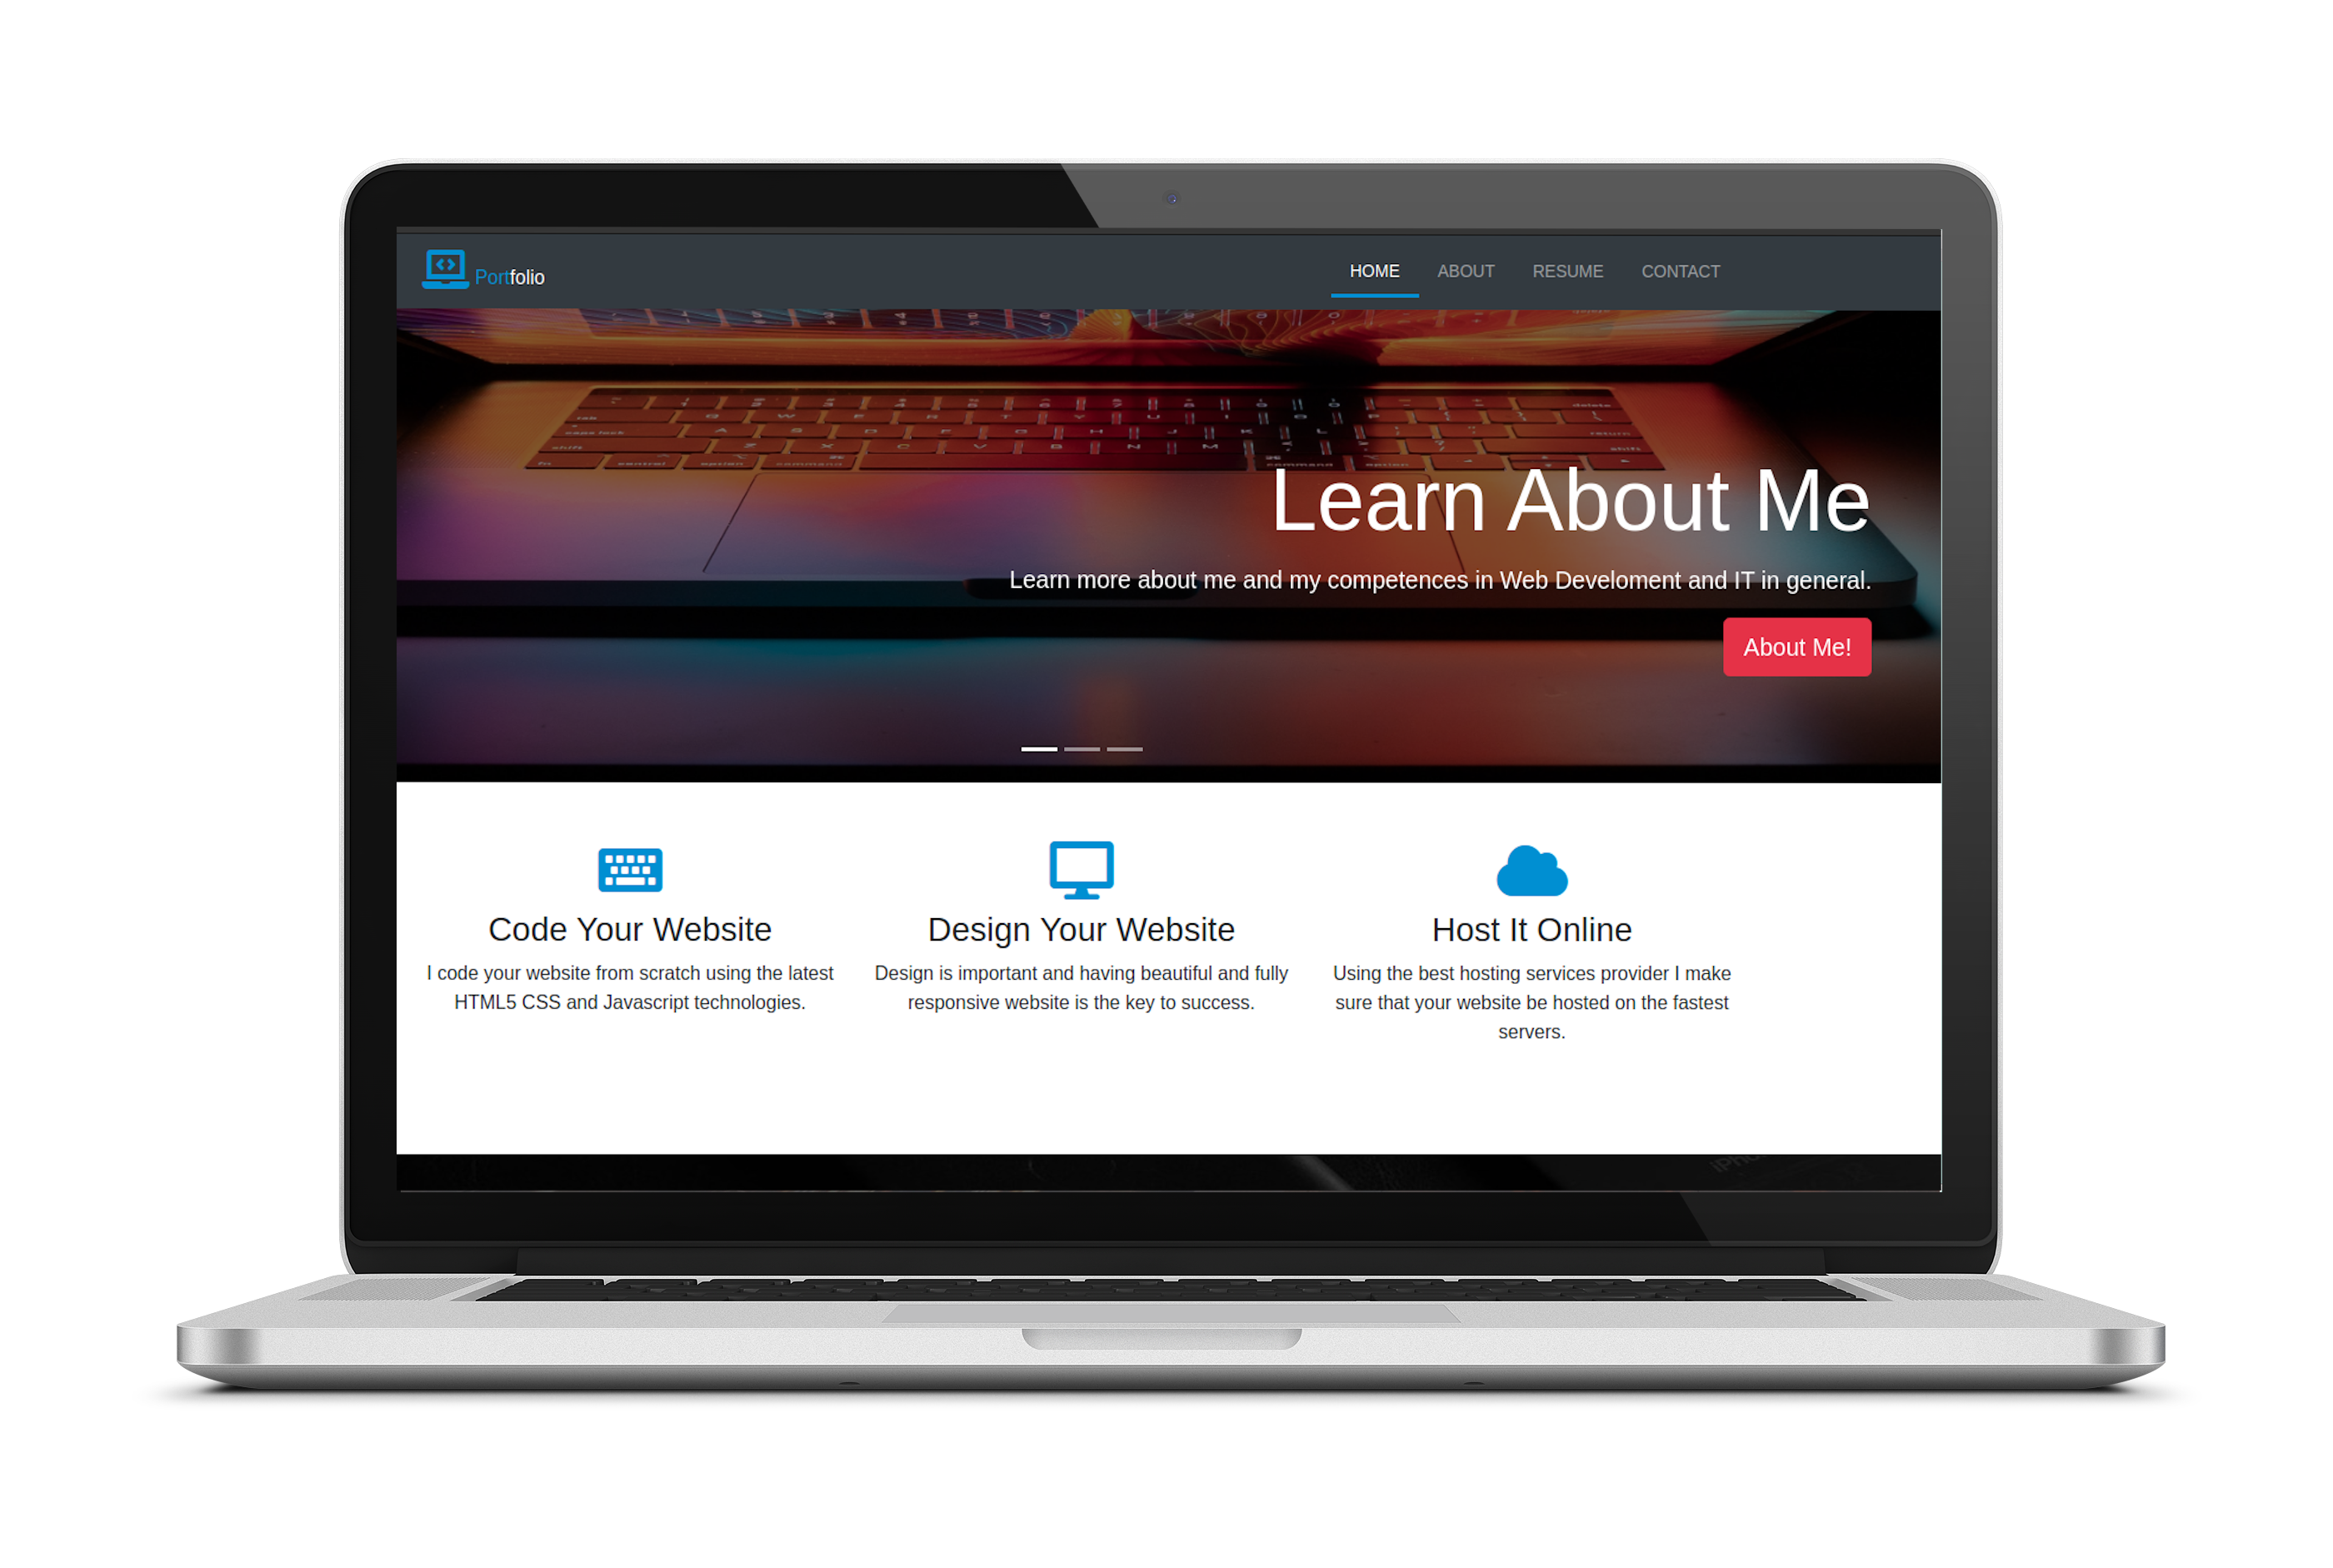 Portfolio
HOME ABOUT RESUME CONTACT
Learn About Me
Learn more about me and my competences in Web Develoment and IT in general.
About Me!
Code Your Website
I code your website from scratch using the latest
HTML5 CSS and Javascript technologies.
Design Your Website
Design is important and having beautiful and fully
responsive website is the key to success.
Host It Online
Using the best hosting services provider I make
sure that your website be hosted on the fastest
servers.